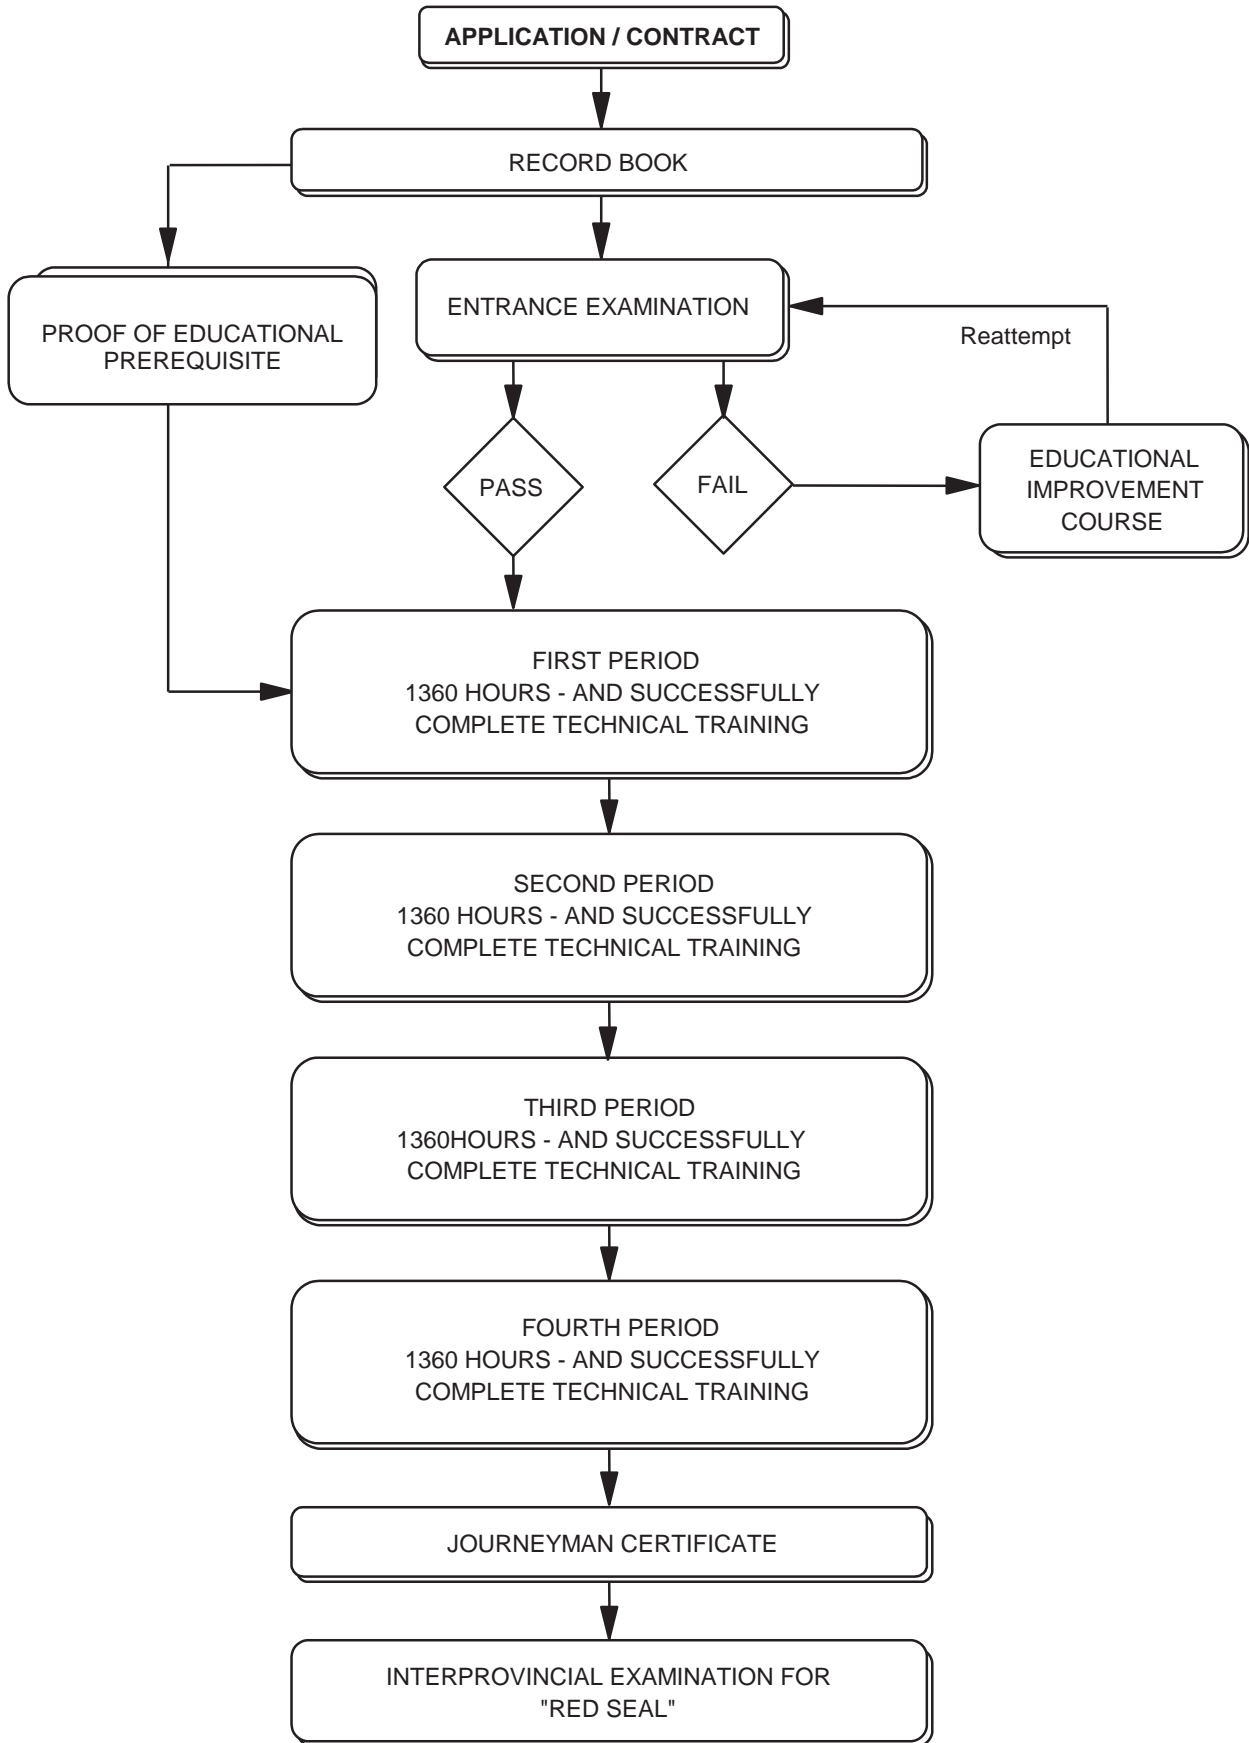 APPLICATION / CONTRACT
RECORD BOOK
PROOF OF EDUCATIONAL
PREREQUISITE
ENTRANCE EXAMINATION
Reattempt
PASS
FAIL
EDUCATIONAL
IMPROVEMENT
COURSE
FIRST PERIOD
1360 HOURS - AND SUCCESSFULLY
COMPLETE TECHNICAL TRAINING
SECOND PERIOD
1360 HOURS - AND SUCCESSFULLY
COMPLETE TECHNICAL TRAINING
THIRD PERIOD
1360HOURS - AND SUCCESSFULLY
COMPLETE TECHNICAL TRAINING
FOURTH PERIOD
1360 HOURS - AND SUCCESSFULLY
COMPLETE TECHNICAL TRAINING
JOURNEYMAN CERTIFICATE
INTERPROVINCIAL EXAMINATION FOR
"RED SEAL"